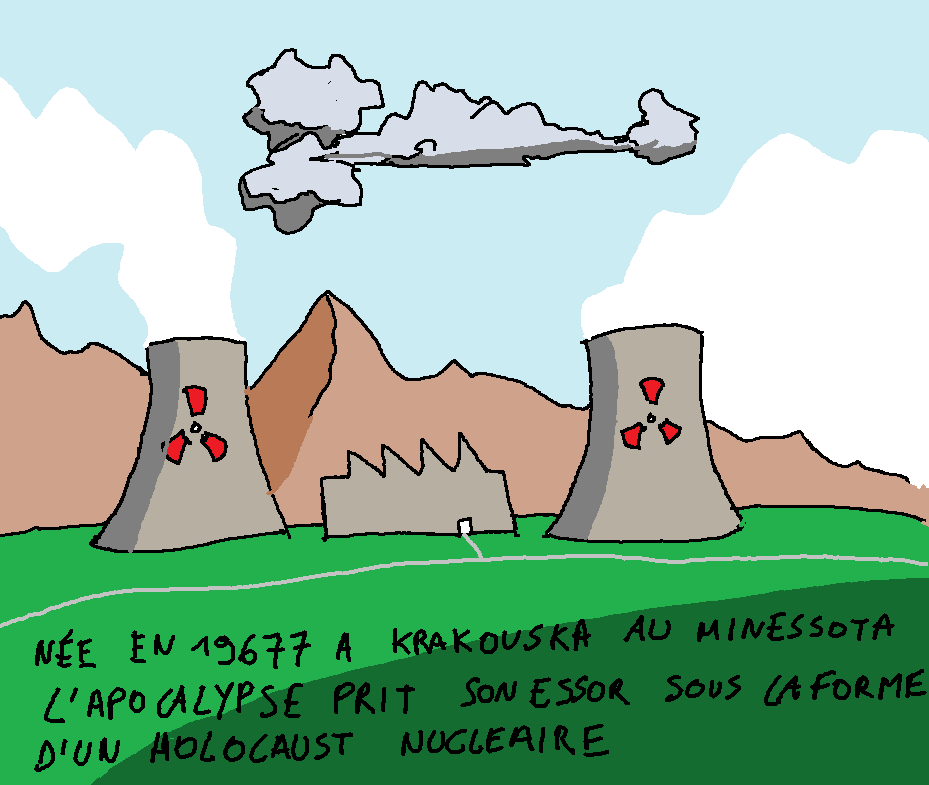 NÉE EN 19677 A KRAKOUSKA AU MINESSOTA
L'APOCALYPSE PRIT SON ESSOR SOUS LA FORME
D'UN HOLOCAUST NUCLEAIRE